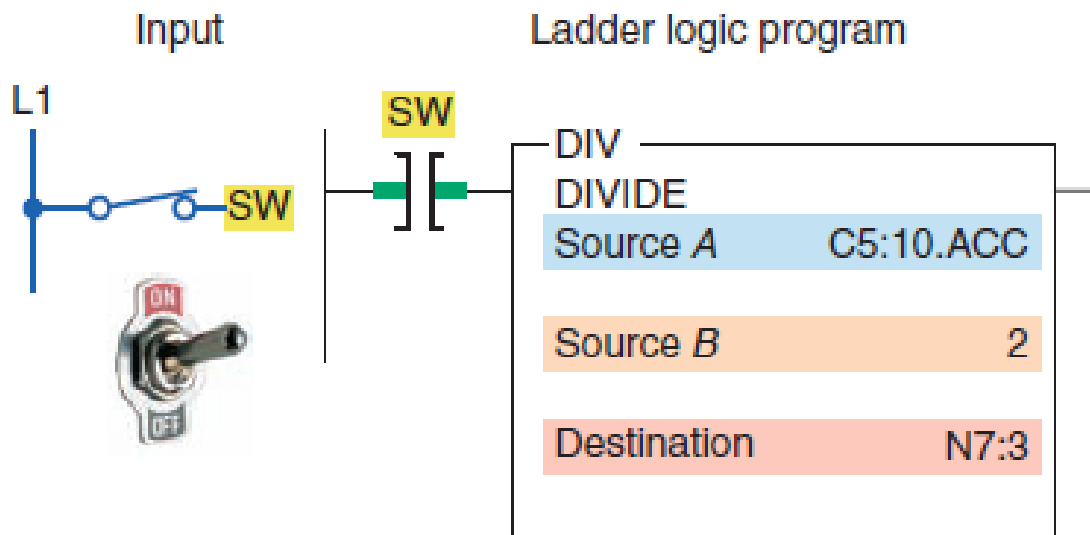 Input
Ladder logic program
L1
SW
SW
ON
OFF
DIV
DIVIDE
Source A C5:10.ACC
Source B 2
Destination N7:3